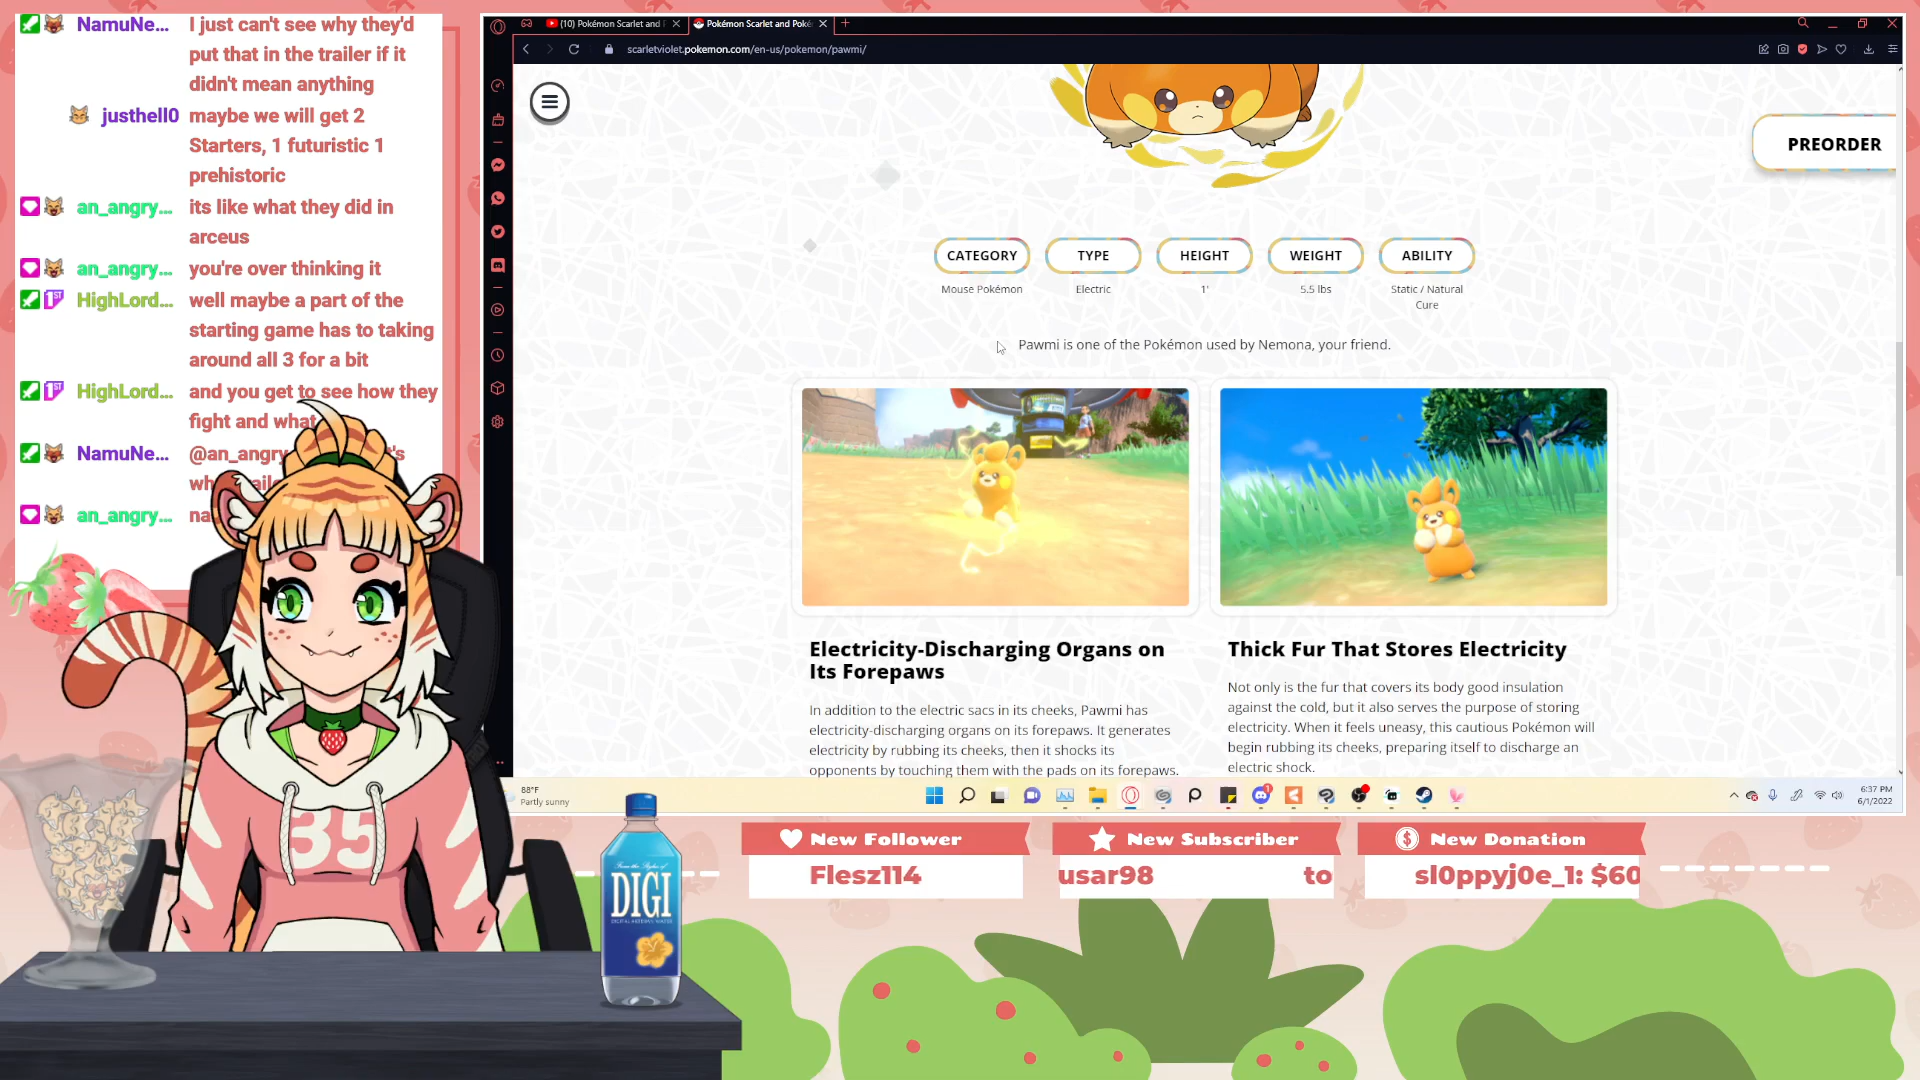 NamuNe... I just can't see why they'd
put that in the trailer if it
didn't mean anything
justhell0 maybe we will get 2
Starters, 1 futuristic 1
prehistoric
an_angry... its like what they did in
arceus
an_angry... you're over thinking it
HighLord... well maybe a part of the
starting game has to taking
around all 3 for a bit
HighLord... and you get to see how they
fight and what
NamuNe... @an_angry
an_angry...
(10) Pokémon Scarlet and
Pokémon Scarlet and Poké
scarletviolet.pokemon.com/en-us/pokemon/pawmi/
PREORDER
CATEGORY TYPE HEIGHT WEIGHT ABILITY
Mouse Pokémon Electric 1' 5.5 lbs Static / Natural
Cure
Pawmi is one of the Pokémon used by Nemona, your friend.
Electricity-Discharging Organs on
Its Forepaws
In addition to the electric sacs in its cheeks, Pawmi has
electricity-discharging organs on its forepaws. It generates
electricity by rubbing its cheeks, then it shocks its
opponents by touching them with the pads on its forepaws.
Thick Fur That Stores Electricity
Not only is the fur that covers its body good insulation
against the cold, but it also serves the purpose of storing
electricity. When it feels uneasy, this cautious Pokémon will
begin rubbing its cheeks, preparing itself to discharge an
electric shock.
88°F
Partly sunny
6:37 PM
6/1/2022
35
DIGI
New Follower
Flesz114
New Subscriber
usar98 to
New Donation
sl0ppyj0e_1: $60